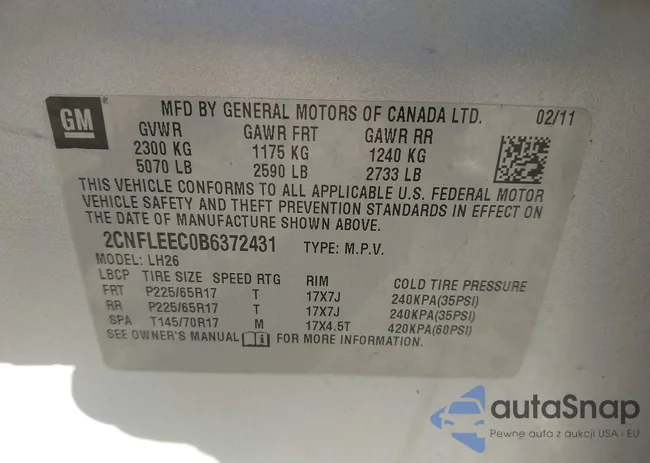 GM
MFD BY GENERAL MOTORS OF CANADA LTD. 02/11
GVWR GAWR FRT GAWR RR
2300 KG 1175 KG 1240 KG
5070 LB 2590 LB 2733 LB
THIS VEHICLE CONFORMS TO ALL APPLICABLE U.S. FEDERAL MOTOR
VEHICLE SAFETY AND THEFT PREVENTION STANDARDS IN EFFECT ON
THE DATE OF MANUFACTURE SHOWN ABOVE.
2CNFLEEC0B6372431 TYPE: M.P.V.
MODEL: LH26
LBCP TIRE SIZE SPEED RTG RIM COLD TIRE PRESSURE
FRT P225/65R17 T 17X7J 240KPA(35PSI)
RR P225/65R17 T 17X7J 240KPA(35PSI)
SPA T145/70R17 M 17X4.5T 420KPA(60PSI)
SEE OWNER'S MANUAL FOR MORE INFORMATION.
autaSnap
Pewne auta z aukcji USA - EU